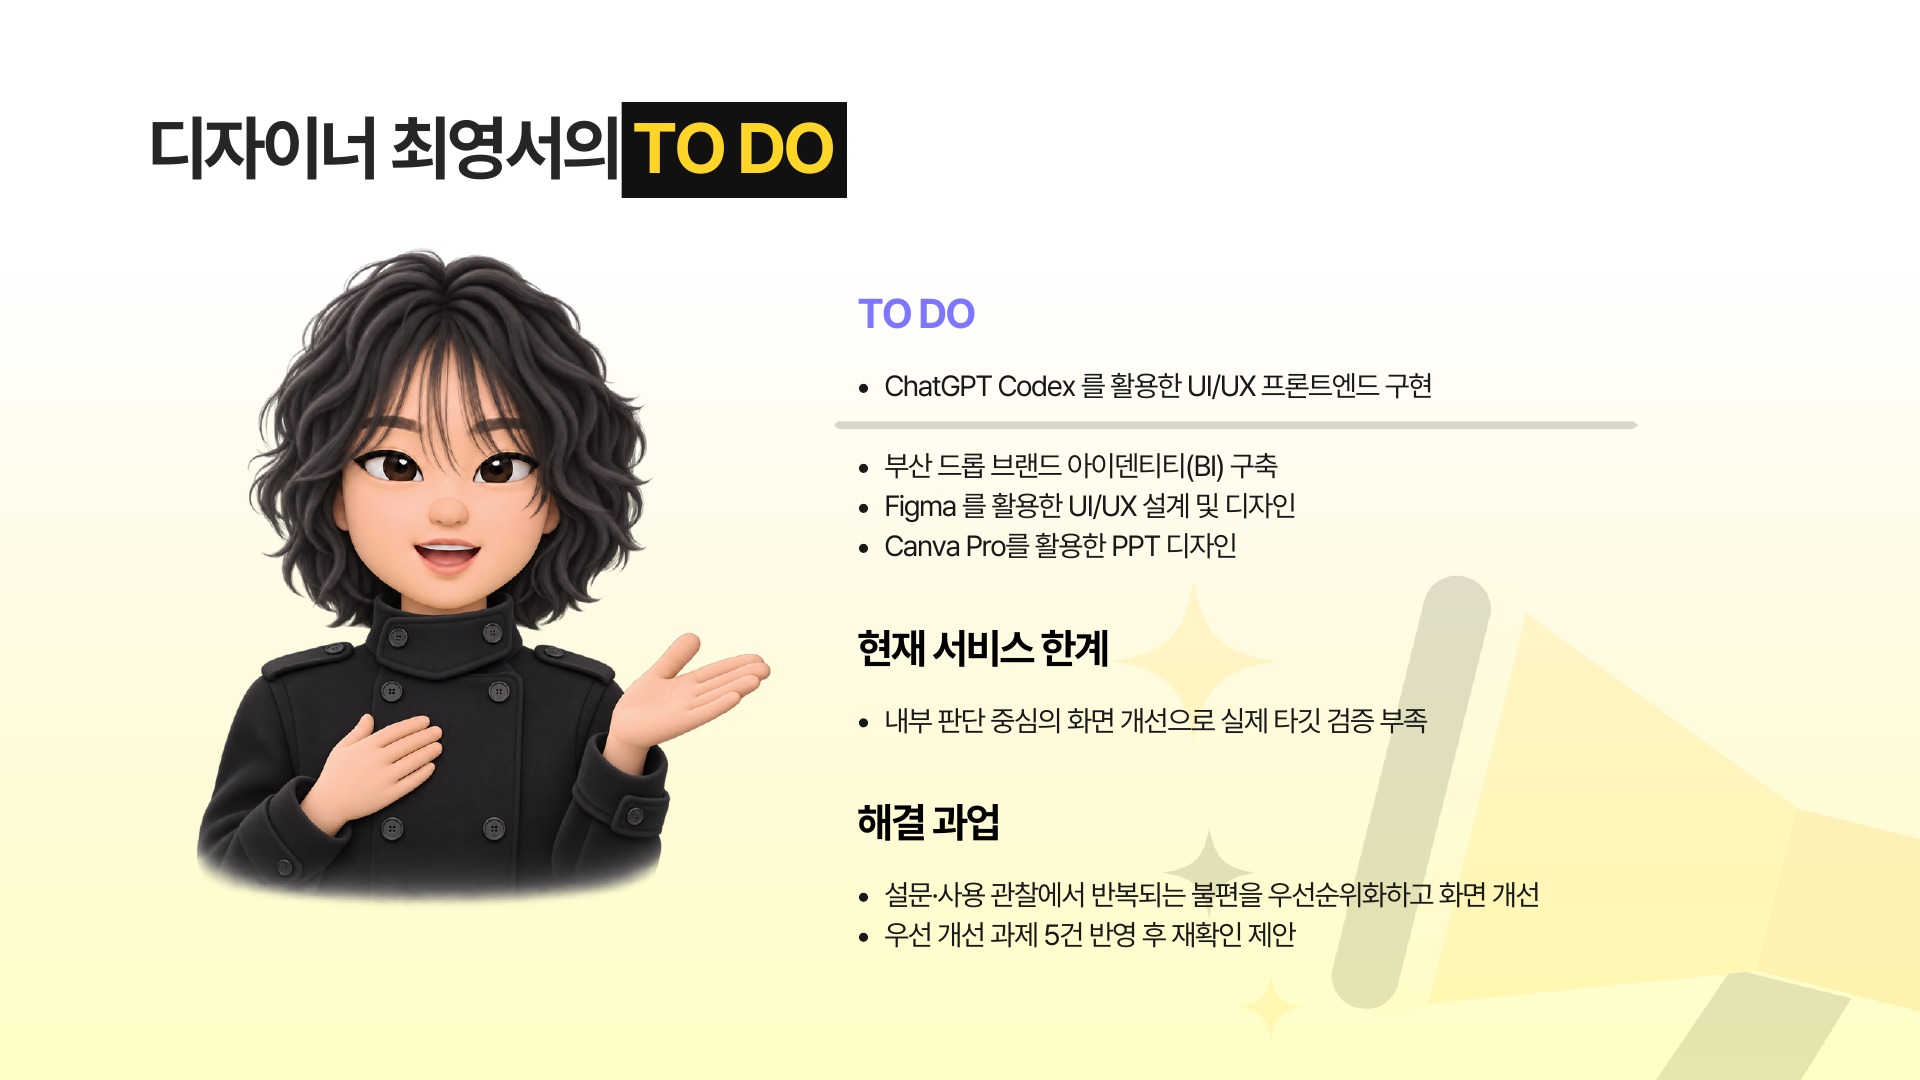 디자이너 최영서의 TO DO
TO DO
• ChatGPT Codex 를 활용한 UI/UX 프론트엔드 구현
• 부산 드롭 브랜드 아이덴티티(BI) 구축
• Figma 를 활용한 UI/UX 설계 및 디자인
• Canva Pro를 활용한 PPT 디자인
현재 서비스 한계
• 내부 판단 중심의 화면 개선으로 실제 타깃 검증 부족
해결 과업
• 설문·사용 관찰에서 반복되는 불편을 우선순위화하고 화면 개선
• 우선 개선 과제 5건 반영 후 재확인 제안